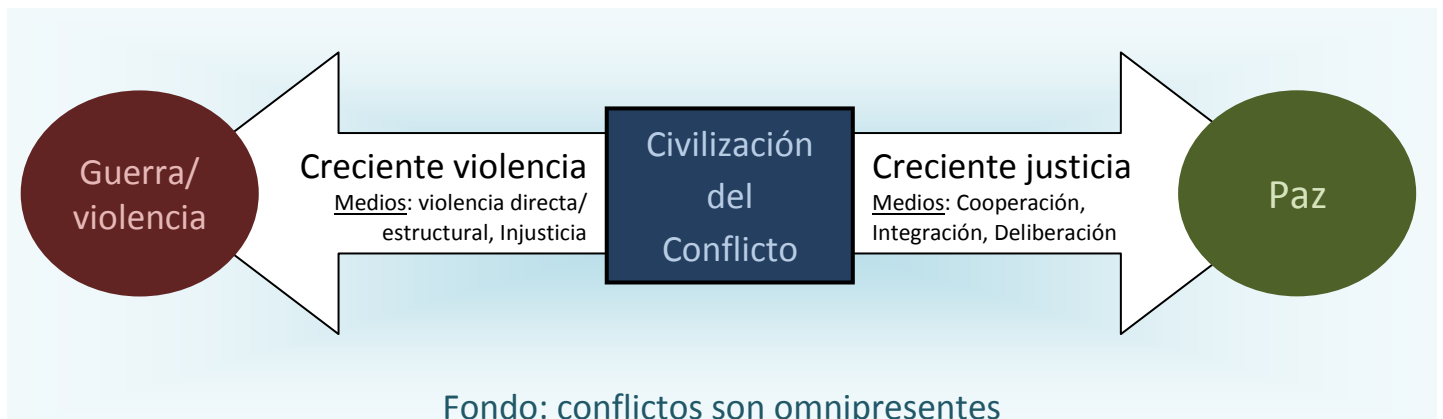 Guerra/
violencia
Creciente violencia
Medios: violencia directa/
estructural, Injusticia
Civilización
del
Conflicto
Creciente justicia
Medios: Cooperación,
Integración, Deliberación
Paz
Fondo: conflictos son omnipresentes